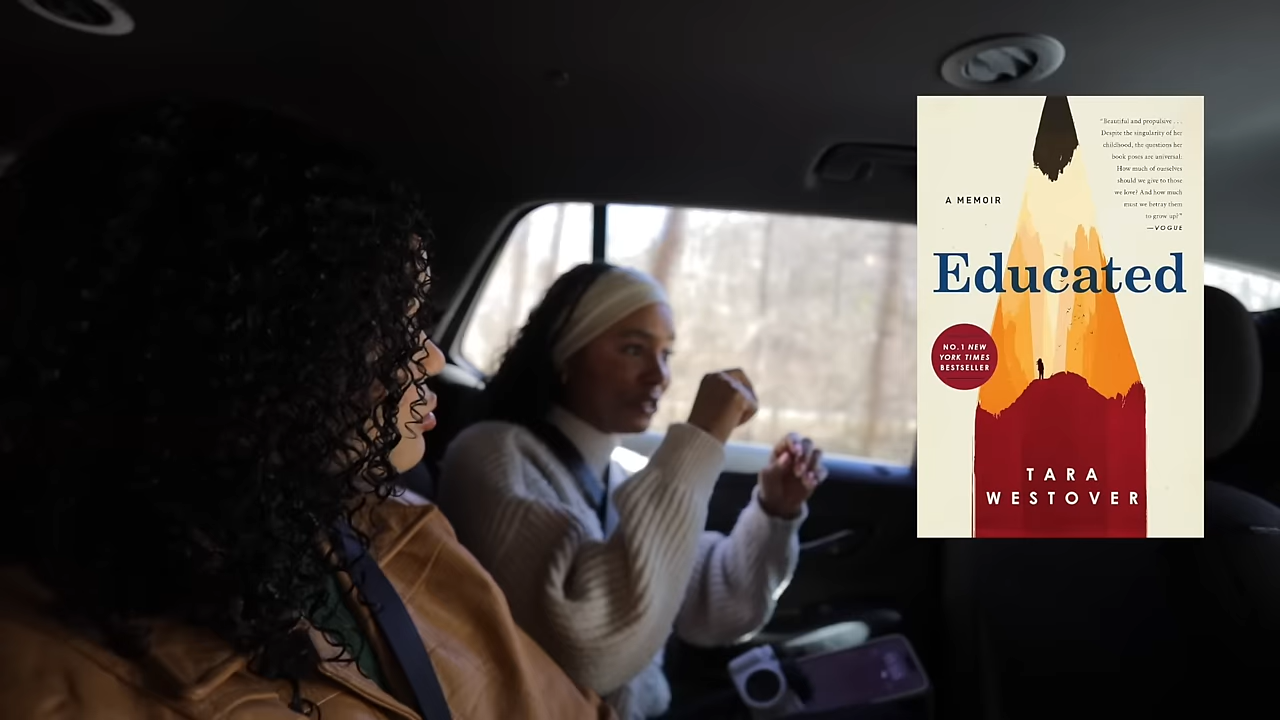 "Beautiful and propulsive . . .
Despite the singularity of her
childhood, the questions her
book poses are universal:
How much of ourselves
should we give to those
we love? And how much
must we betray them
to grow up?"
—VOGUE
A MEMOIR
Educated
NO.1 NEW
YORK TIMES
BESTSELLER
TARA
WESTOVER